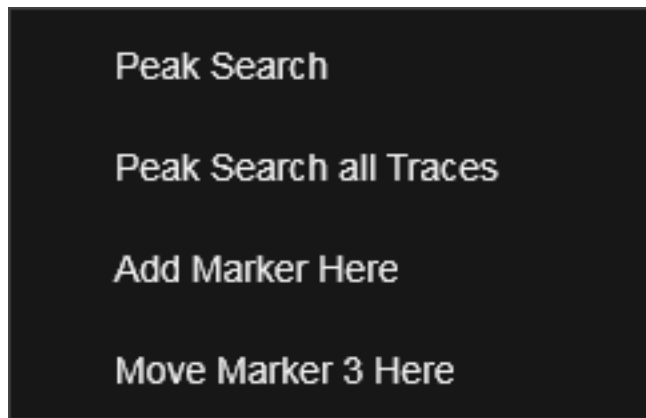 Peak Search
Peak Search all Traces
Add Marker Here
Move Marker 3 Here